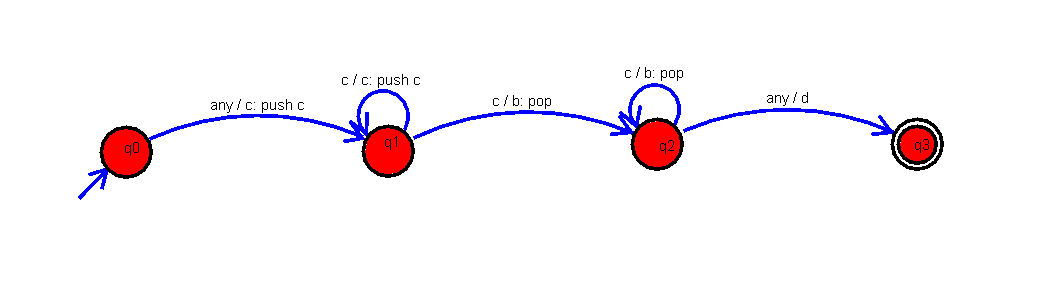 c / c: push c
c / b: pop
any / c: push c
c / b: pop
any / d
q0
q1
q2
q3